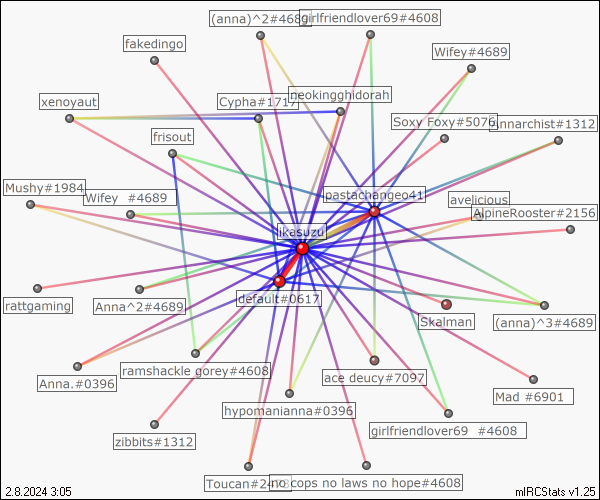 (anna)^2#4689
girlfriendlover69#4608
fakedingo
Wifey#4689
xenoyaut
Cypha#1717
neokingghidorah
Soxy Foxy#5076
Annarchist#1312
frisout
Mushy#1984
Wifey #4689
pastachangeo41
avelicious
AlpineRooster#2156
ikasuzu
rattgaming
Anna^2#4689
default#0617
Skalman
(anna)^3#4689
Anna.#0396
ramshackle gorey#4608
ace deucy#7097
Mad #6901
hypomanianna#0396
girlfriendlover69 #4608
zibbits#1312
no cops no laws no hope#4608
2.8.2024 3:05
mIRCStats v1.25